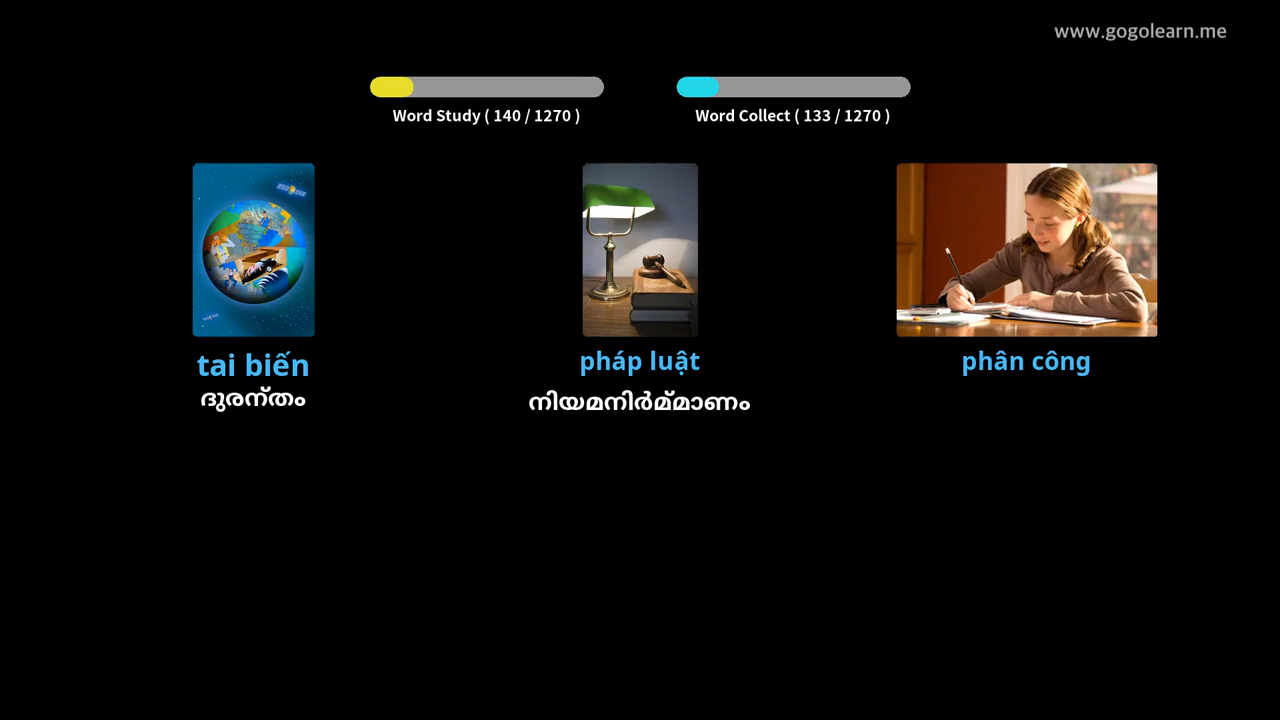 www.gogolearn.me
Word Study ( 140 / 1270 )
Word Collect ( 133 / 1270 )
tai biến
ദുരന്തം
pháp luật
നിയമനിർമ്മാണം
phân công